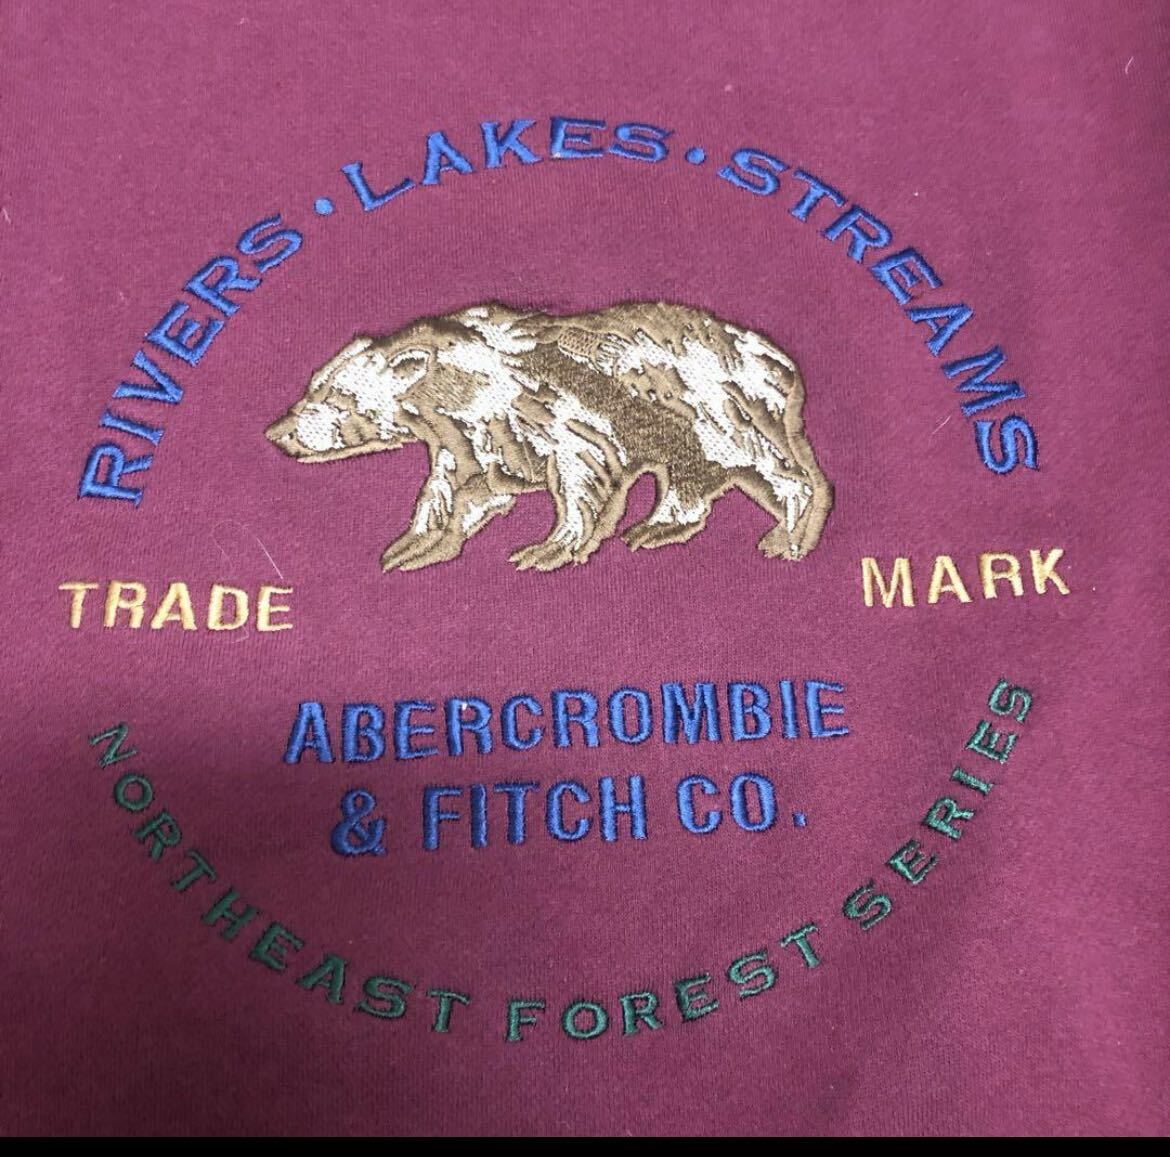 RIVERS • LAKES • STREAMS
TRADE MARK
ABERCROMBIE
& FITCH CO.
NORTHEAST FOREST SERIES